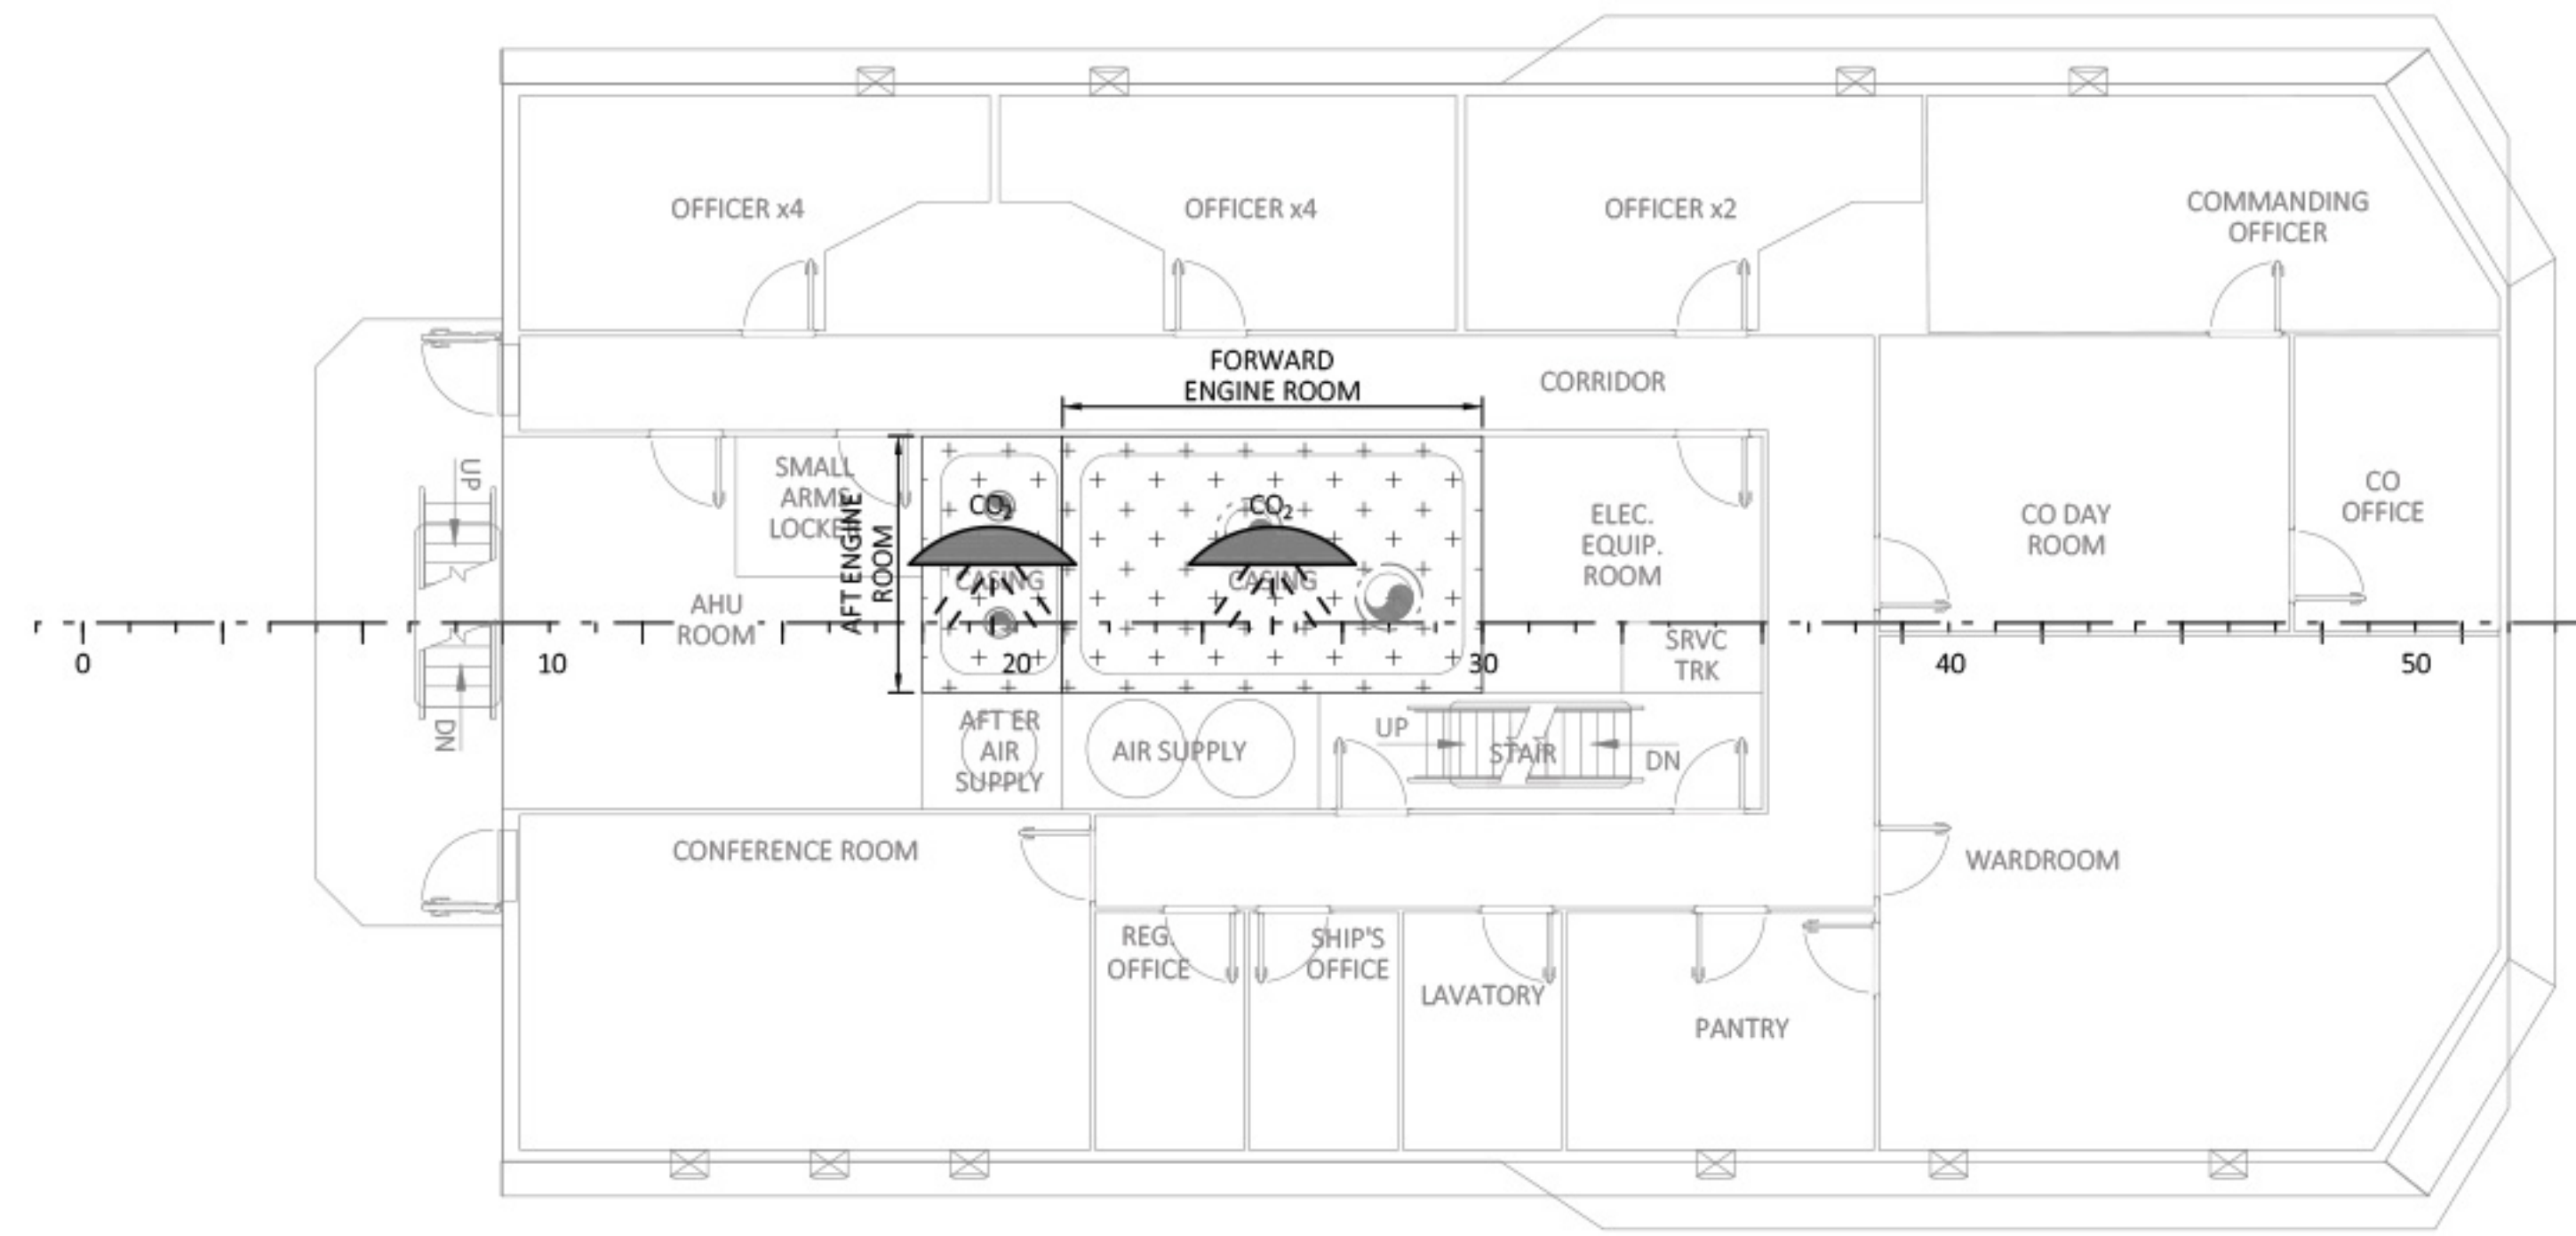 OFFICER x4
OFFICER x4
OFFICER x2
COMMANDING
OFFICER
FORWARD
ENGINE ROOM
CORRIDOR
UP
SMALL
ARMS
LOCKER
AFT ENGINE
ROOM
CO2
CASING
CO2
CASING
ELEC.
EQUIP.
ROOM
CO DAY
ROOM
CO
OFFICE
AHU
ROOM
SRVC
TRK
0
10
20
30
40
50
DN
AFT ER
AIR
SUPPLY
AIR SUPPLY
UP
STAIR
DN
CONFERENCE ROOM
WARDROOM
REG.
OFFICE
SHIP'S
OFFICE
LAVATORY
PANTRY